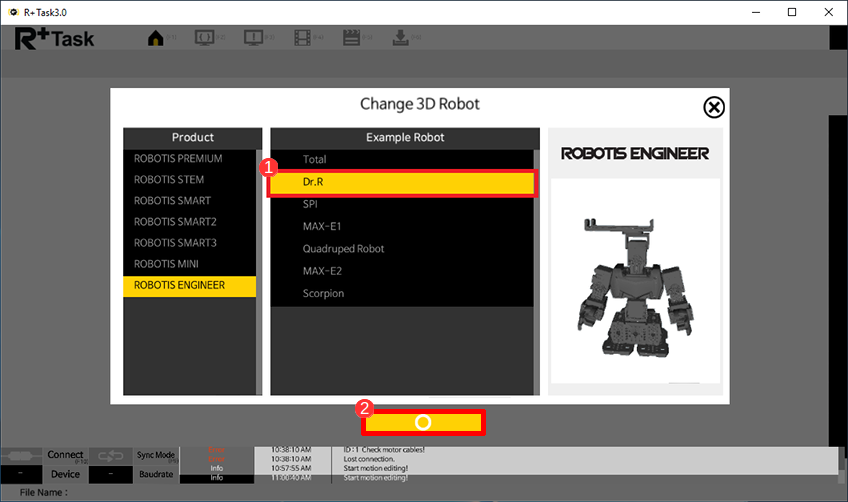 R+Task3.0
R+Task
Change 3D Robot
Product
ROBOTIS PREMIUM
ROBOTIS STEM
ROBOTIS SMART
ROBOTIS SMART2
ROBOTIS SMART3
ROBOTIS MINI
ROBOTIS ENGINEER
Example Robot
1
Total
Dr.R
SPI
MAX-E1
Quadruped Robot
MAX-E2
Scorpion
ROBOTIS ENGINEER
2
Connect
Sync Mode
- Device - Baudrate
10:38:10 AM ID : 1 Check motor cables!
10:38:10 AM Lost connection.
Info 10:57:55 AM Start motion editing!
Info 11:00:40 AM Start motion editing!
File Name :